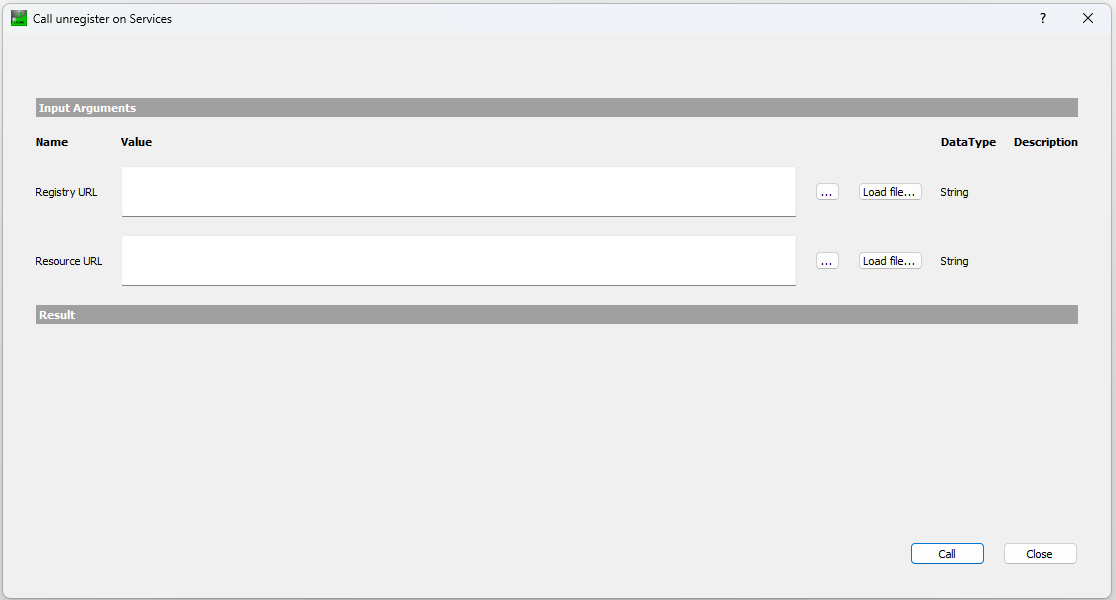 Call unregister on Services
?
Input Arguments
Name Value DataType Description
Registry URL ... Load file... String
Resource URL ... Load file... String
Result
Call Close